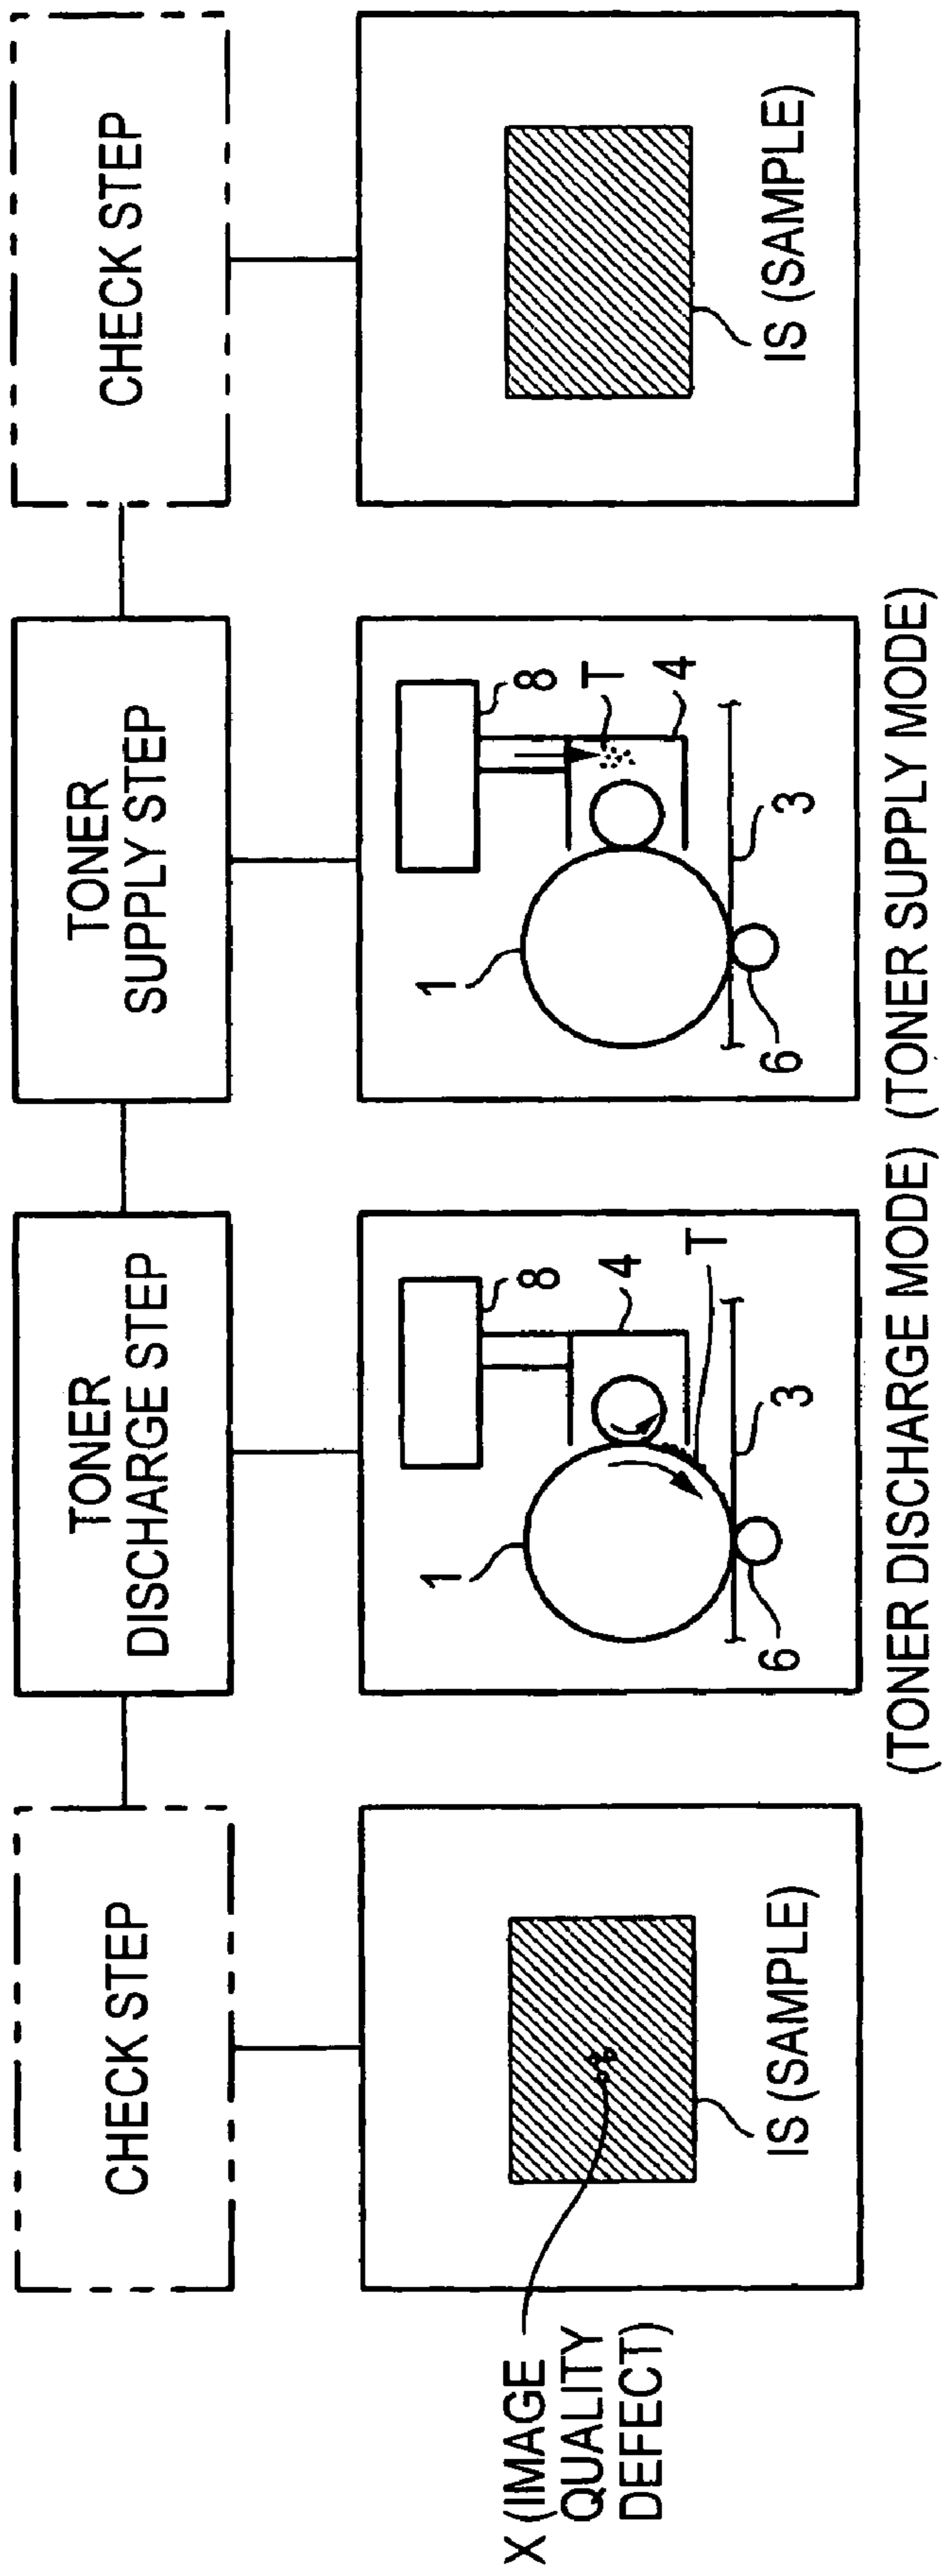 CHECK STEP
TONER
DISCHARGE STEP
TONER
SUPPLY STEP
CHECK STEP
X (IMAGE
QUALITY
DEFECT)
IS (SAMPLE)
1
8
4
T
3
6
(TONER DISCHARGE MODE)
1
8
T
4
3
6
(TONER SUPPLY MODE)
IS (SAMPLE)